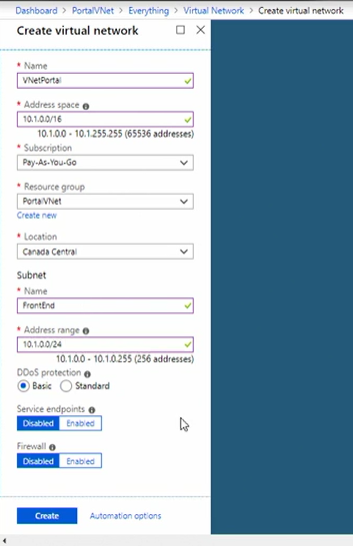 Dashboard > PortalVNet > Everything > Virtual Network > Create virtual network
Create virtual network
* Name
VNetPortal
* Address space
10.1.0.0/16
10.1.0.0 - 10.1.255.255 (65536 addresses)
* Subscription
Pay-As-You-Go
* Resource group
PortalVNet
Create new
* Location
Canada Central
Subnet
* Name
FrontEnd
* Address range
10.1.0.0/24
10.1.0.0 - 10.1.0.255 (256 addresses)
DDoS protection
Basic Standard
Service endpoints
Disabled Enabled
Firewall
Disabled Enabled
Create Automation options